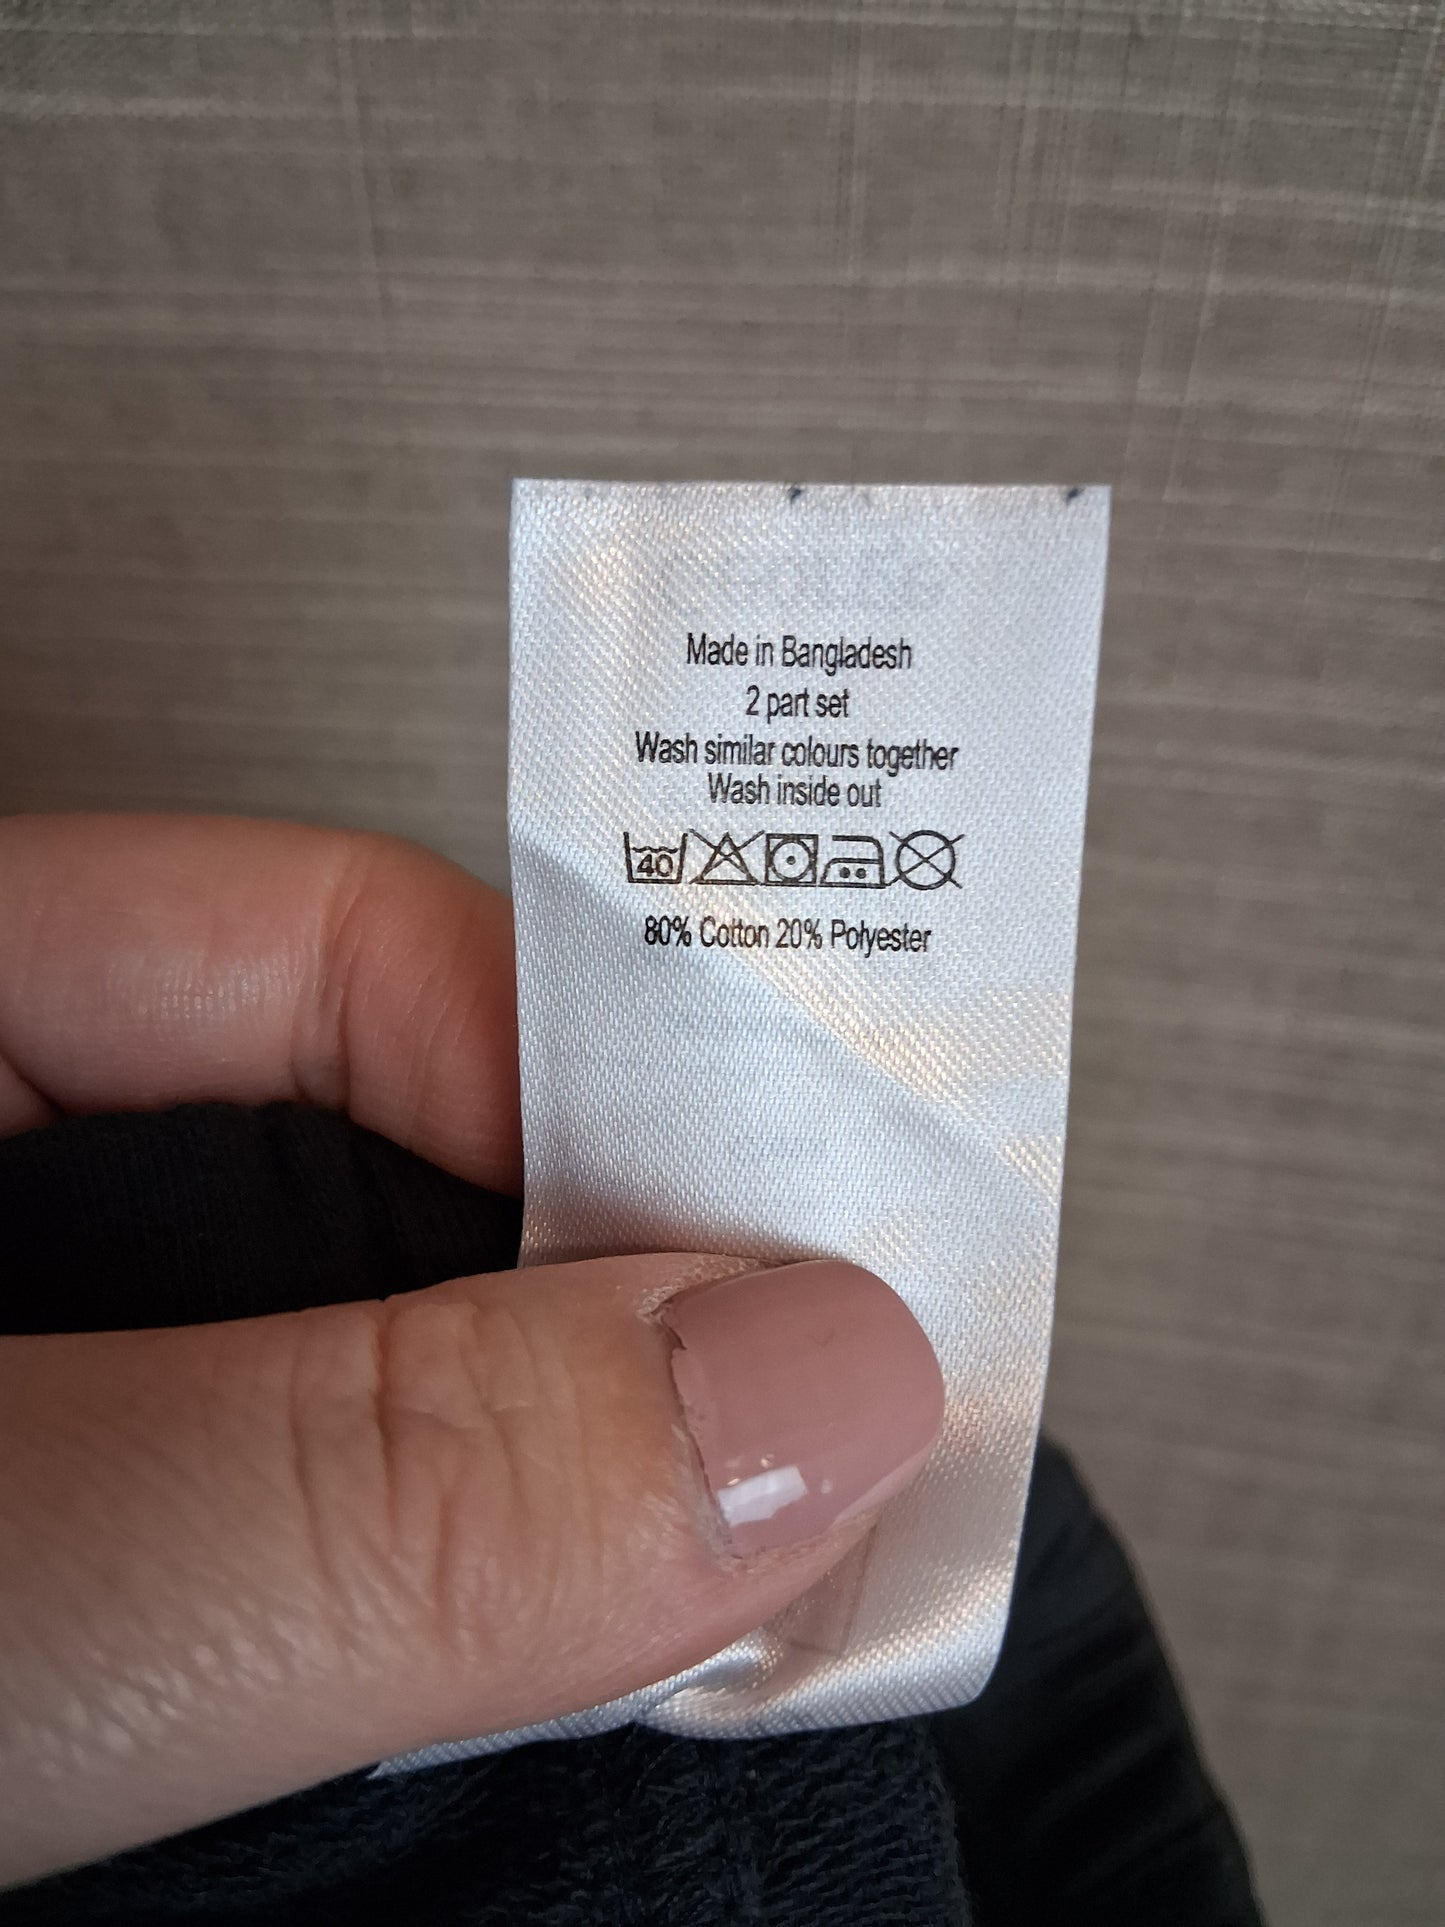 Made in Bangladesh
2 part set
Wash similar colours together
Wash inside out
40
80% Cotton 20% Polyester